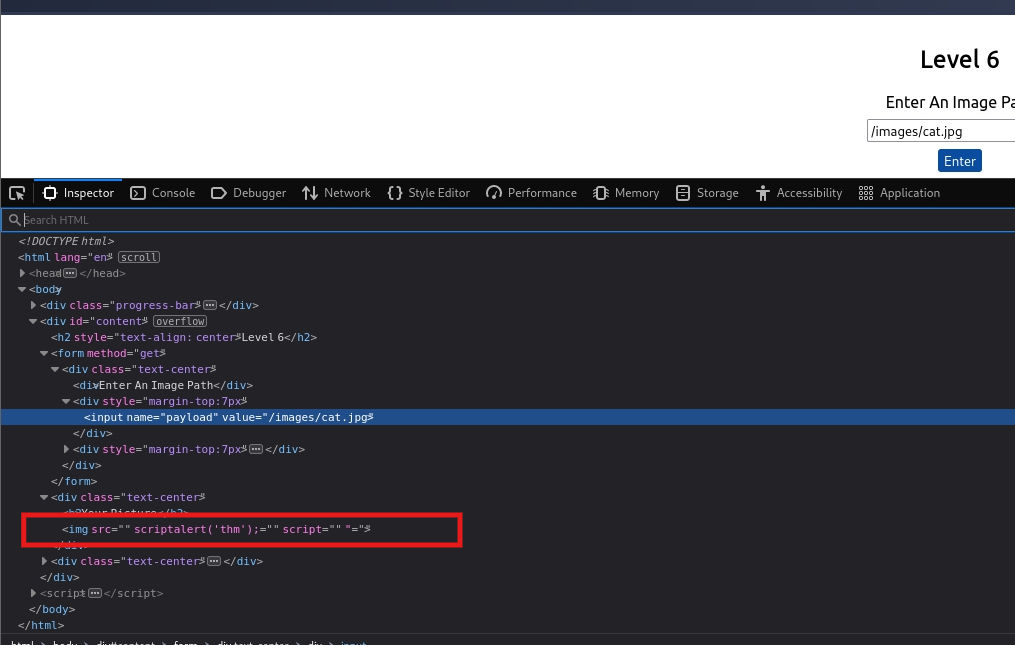 Level 6
Enter An Image Pa
/images/cat.jpg
Enter
Inspector Console Debugger Network Style Editor Performance Memory Storage Accessibility Application
Search HTML
<!DOCTYPE html>
<html lang="en"> scroll
<head> ••• </head>
<body>
<div class="progress-bar"> ••• </div>
<div id="content"> overflow
<h2 style="text-align: center">Level 6</h2>
<form method="get">
<div class="text-center">
<div>Enter An Image Path</div>
<div style="margin-top:7px">
<input name="payload" value="/images/cat.jpg">
</div>
<div style="margin-top:7px"> ••• </div>
</div>
</form>
<div class="text-center">
<h2>Your Picture</h2>
<img src="" scriptalert('thm');="" script="" "="">
</div>
<div class="text-center"> ••• </div>
</div>
<script> ••• </script>
</body>
</html>
html > body > div#content > form > div.text-center > div > input